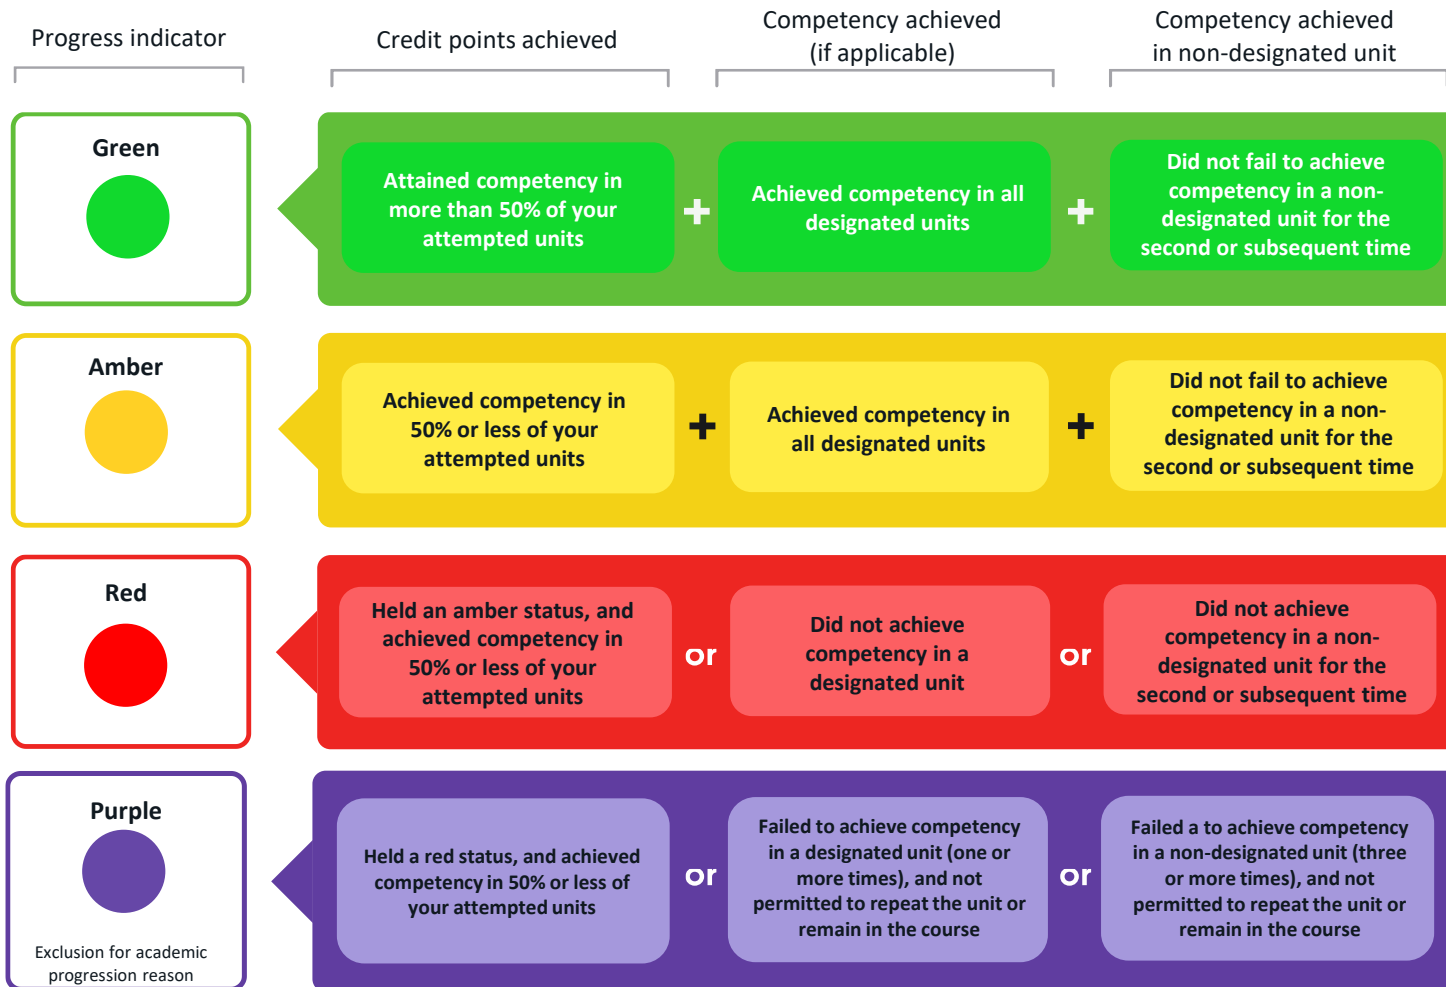 Progress indicator
Credit points achieved
Competency achieved
(if applicable)
Competency achieved
in non-designated unit
Green
Attained competency in
more than 50% of your
attempted units
+
Achieved competency in all
designated units
+
Did not fail to achieve
competency in a non-
designated unit for the
second or subsequent time
Amber
Achieved competency in
50% or less of your
attempted units
+
Achieved competency in
all designated units
+
Did not fail to achieve
competency in a non-
designated unit for the
second or subsequent time
Red
Held an amber status, and
achieved competency in
50% or less of your
attempted units
or
Did not achieve
competency in a
designated unit
or
Did not achieve
competency in a non-
designated unit for the
second or subsequent time
Purple
Exclusion for academic
progression reason
Held a red status, and achieved
competency in 50% or less of
your attempted units
or
Failed to achieve competency
in a designated unit (one or
more times), and not
permitted to repeat the unit or
remain in the course
or
Failed a to achieve competency
in a non-designated unit (three
or more times), and not
permitted to repeat the unit or
remain in the course